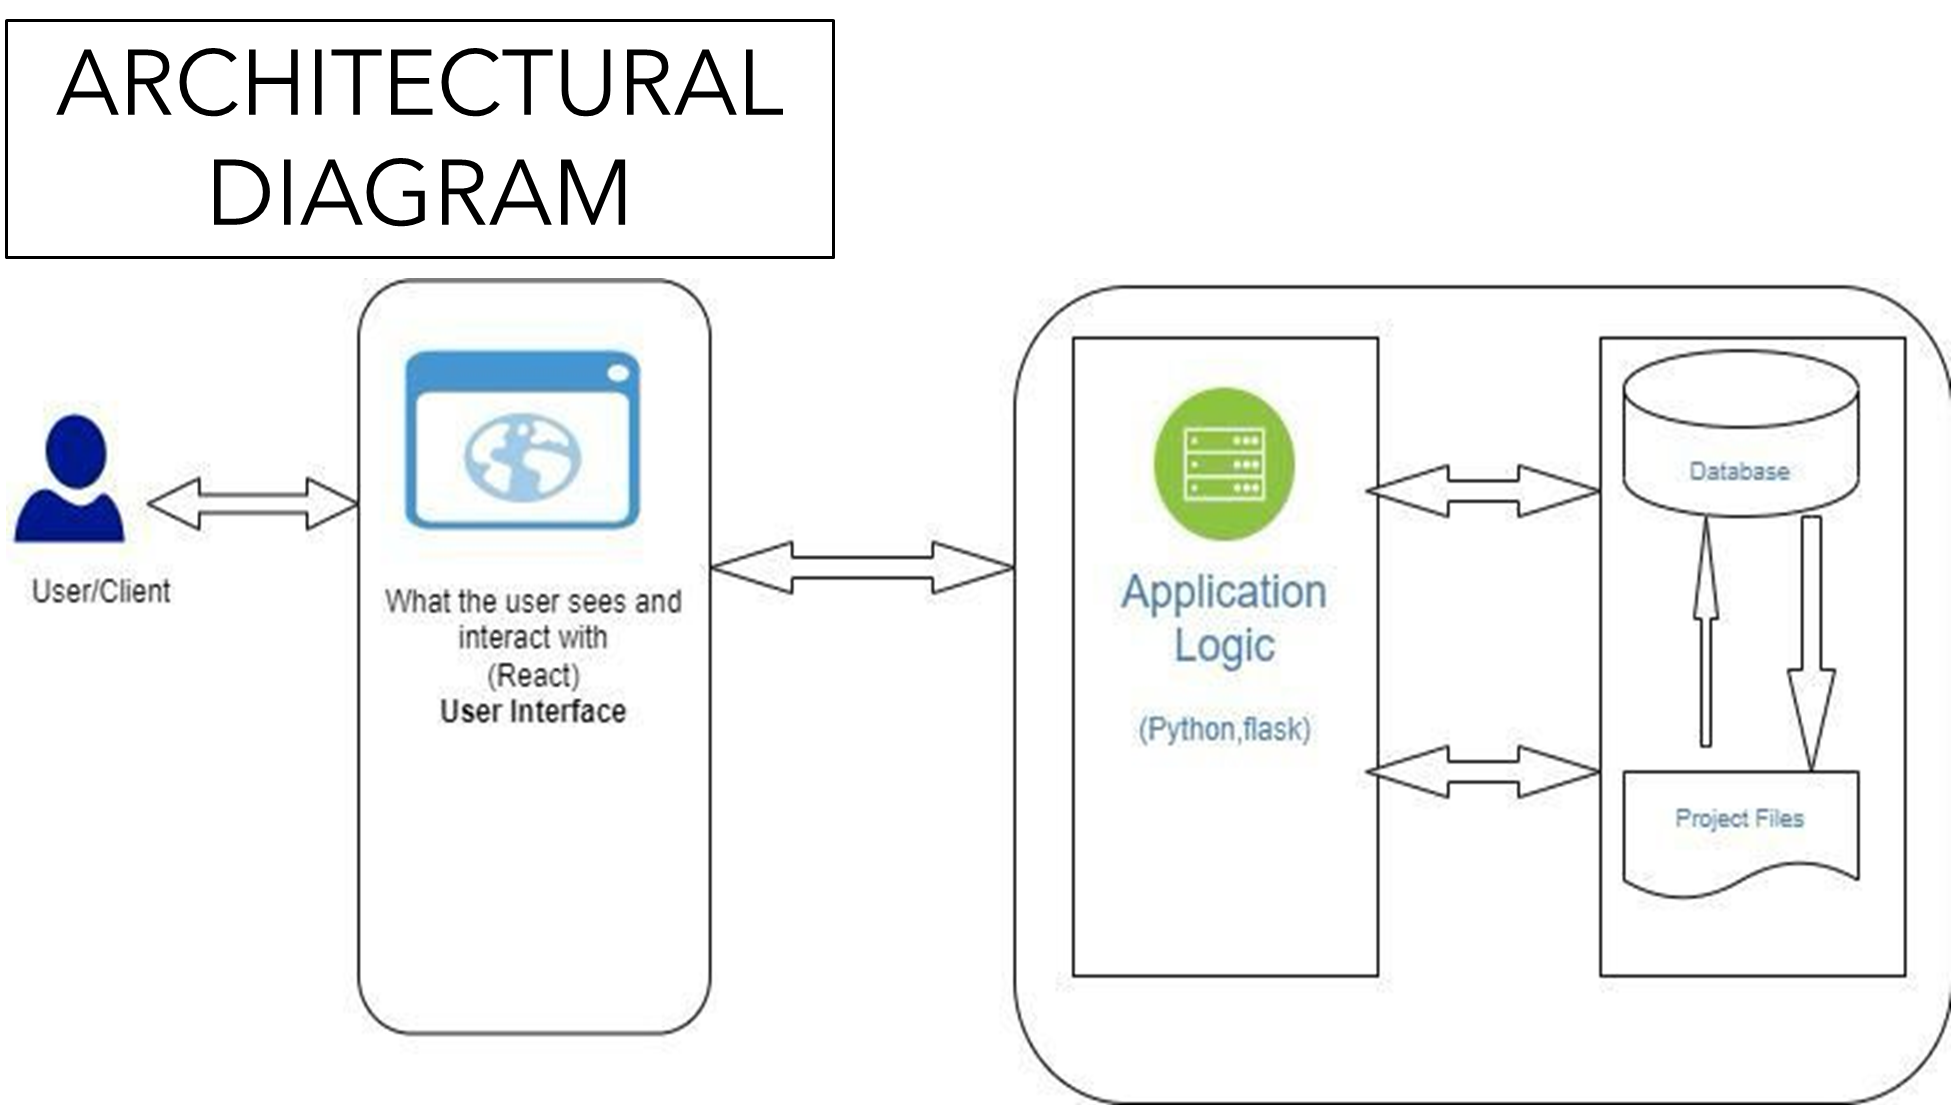 ARCHITECTURAL
DIAGRAM
User/Client
What the user sees and
interact with
(React)
User Interface
Application
Logic
(Python,flask)
Database
Project Files